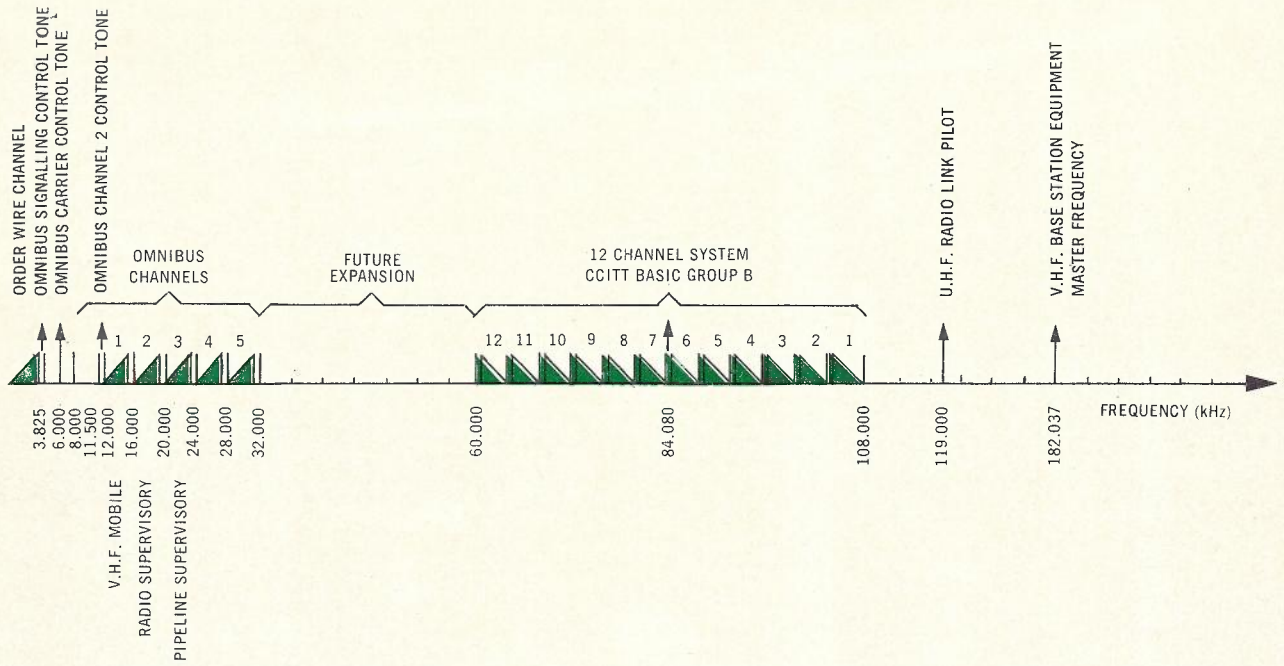 ORDER WIRE CHANNEL
OMNIBUS SIGNALLING CONTROL TONE
OMNIBUS CARRIER CONTROL TONE
OMNIBUS CHANNEL 2 CONTROL TONE
OMNIBUS
CHANNELS
FUTURE
EXPANSION
12 CHANNEL SYSTEM
CCITT BASIC GROUP B
U.H.F. RADIO LINK PILOT
V.H.F. BASE STATION EQUIPMENT
MASTER FREQUENCY
1 2 3 4 5
12 11 10 9 8 7 6 5 4 3 2 1
3.825
6.000
8.000
11.500
12.000
16.000
20.000
24.000
28.000
32.000
60.000
84.080
108.000
119.000
182.037
FREQUENCY (kHz)
V.H.F. MOBILE
RADIO SUPERVISORY
PIPELINE SUPERVISORY